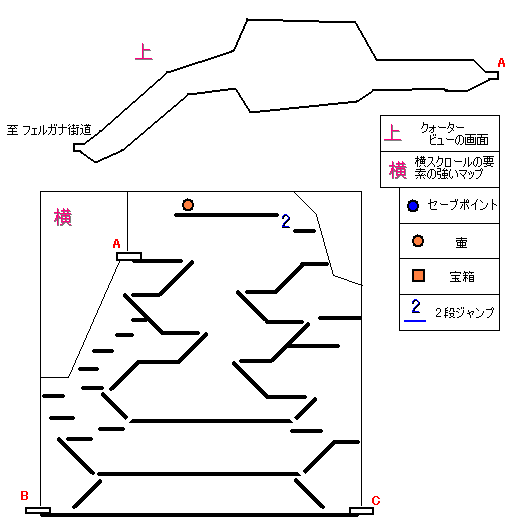 上
A
至 フェルガナ街道
上
クォーター
ビューの画面
横
横スクロールの要
素の強いマップ
セーブポイント
壷
宝箱
2
２段ジャンプ
横
2
A
B
C